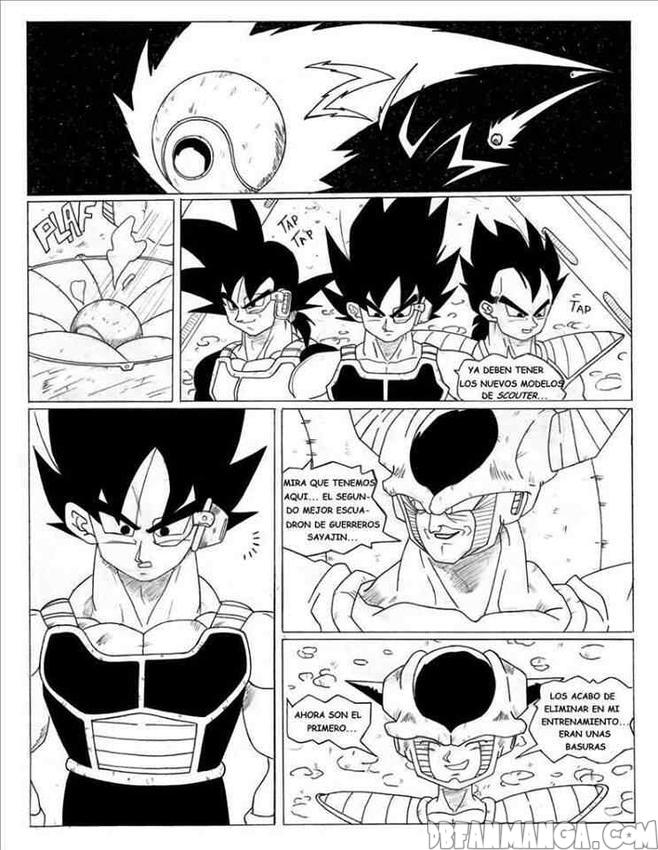 PLAF
TAP
TAP
TAP
YA DEBEN TENER
LOS NUEVOS MODELOS
DE SCOUTER...
MIRA QUE TENEMOS
AQUI... EL SEGUN-
DO MEJOR ESCUA-
DRON DE GUERREROS
SAYAJIN...
AHORA SON EL
PRIMERO...
LOS ACABO DE
ELIMINAR EN MI
ENTRENAMIENTO...
ERAN UNAS
BASURAS
DBFANMANGA.COM